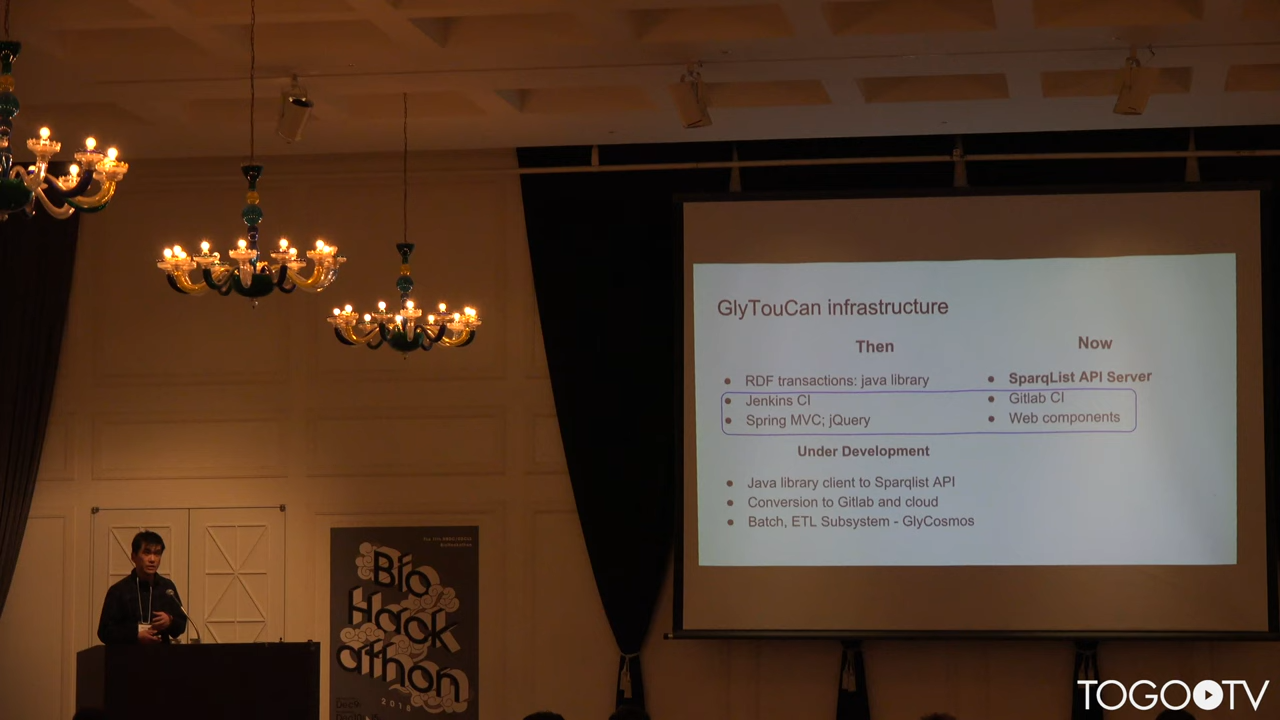 GlyTouCan infrastructure
Then
Now
● RDF transactions: java library
● SparqList API Server
● Jenkins CI
● Gitlab CI
● Spring MVC; jQuery
● Web components
Under Development
● Java library client to Sparqlist API
● Conversion to Gitlab and cloud
● Batch, ETL Subsystem - GlyCosmos
Bio
Hack
athon
2018
TOGO TV